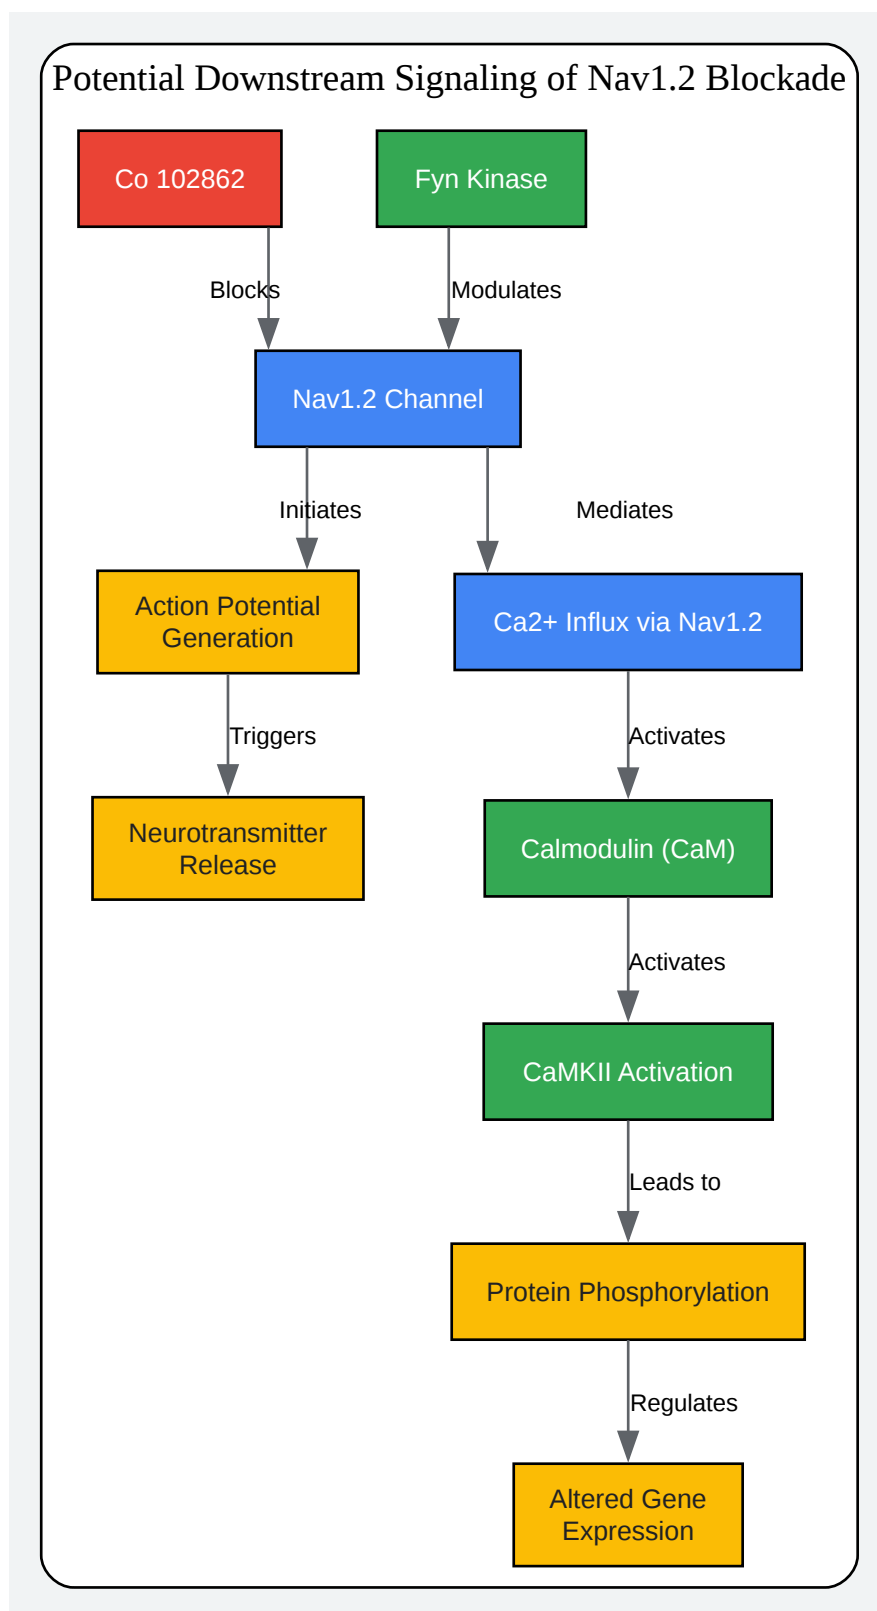 Potential Downstream Signaling of Nav1.2 Blockade
Co 102862
Fyn Kinase
Blocks
Modulates
Nav1.2 Channel
Initiates
Mediates
Action Potential
Generation
Ca2+ Influx via Nav1.2
Triggers
Activates
Neurotransmitter
Release
Calmodulin (CaM)
Activates
CaMKII Activation
Leads to
Protein Phosphorylation
Regulates
Altered Gene
Expression